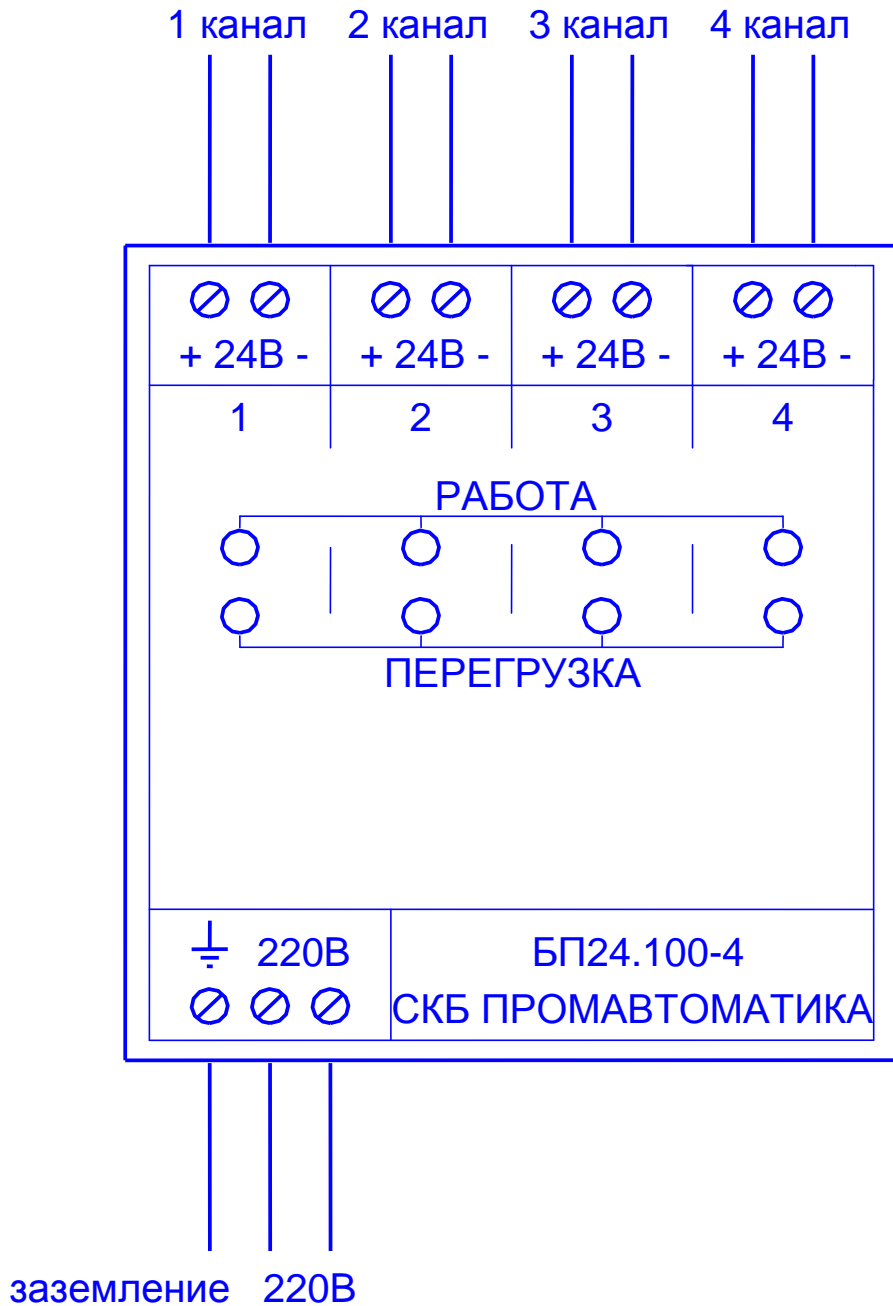 1 канал 2 канал 3 канал 4 канал
+ 24В - + 24В - + 24В - + 24В -
1 2 3 4
РАБОТА
ПЕРЕГРУЗКА
220В БП24.100-4
СКБ ПРОМАВТОМАТИКА
заземление 220В